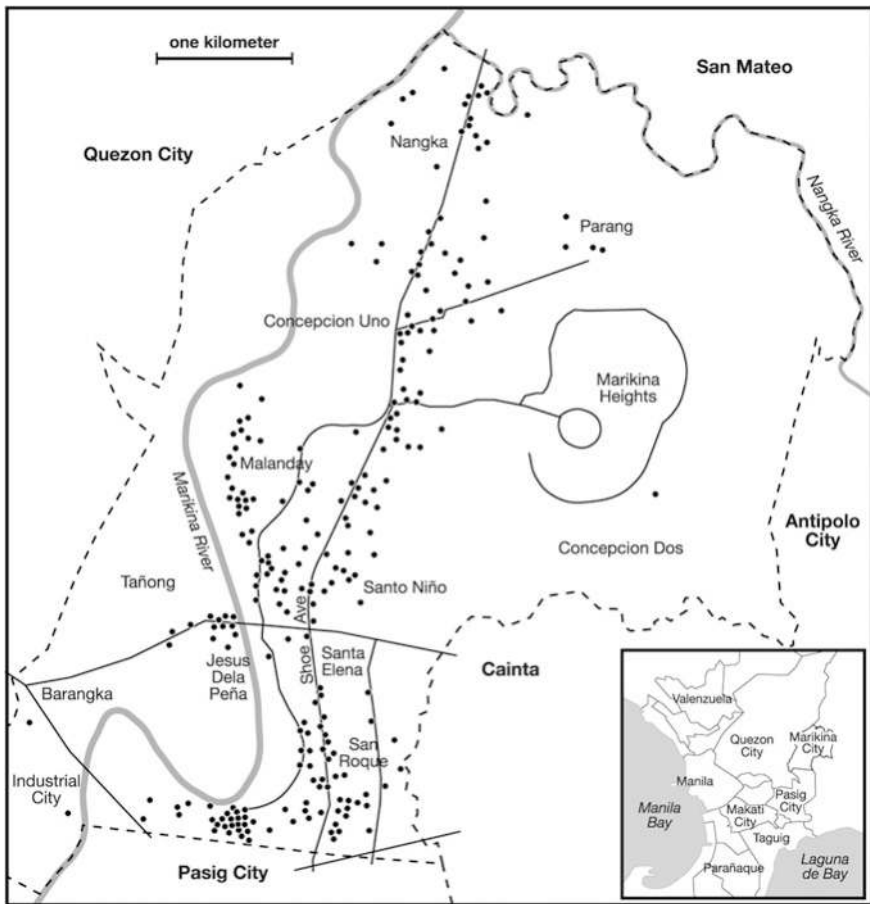 one kilometer
San Mateo
Quezon City
Nangka
Nangka River
Parang
Concepcion Uno
Marikina
Heights
Malanday
Marikina River
Antipolo
City
Concepcion Dos
Tañong
Santo Niño
Shoe Ave
Jesus
Dela
Peña
Santa
Elena
Cainta
Barangka
San
Roque
Industrial
City
Pasig City
Valenzuela
Quezon
City
Marikina
City
Manila
Pasig
City
Makati
City
Manila
Bay
Taguig
Parañaque
Laguna
de Bay